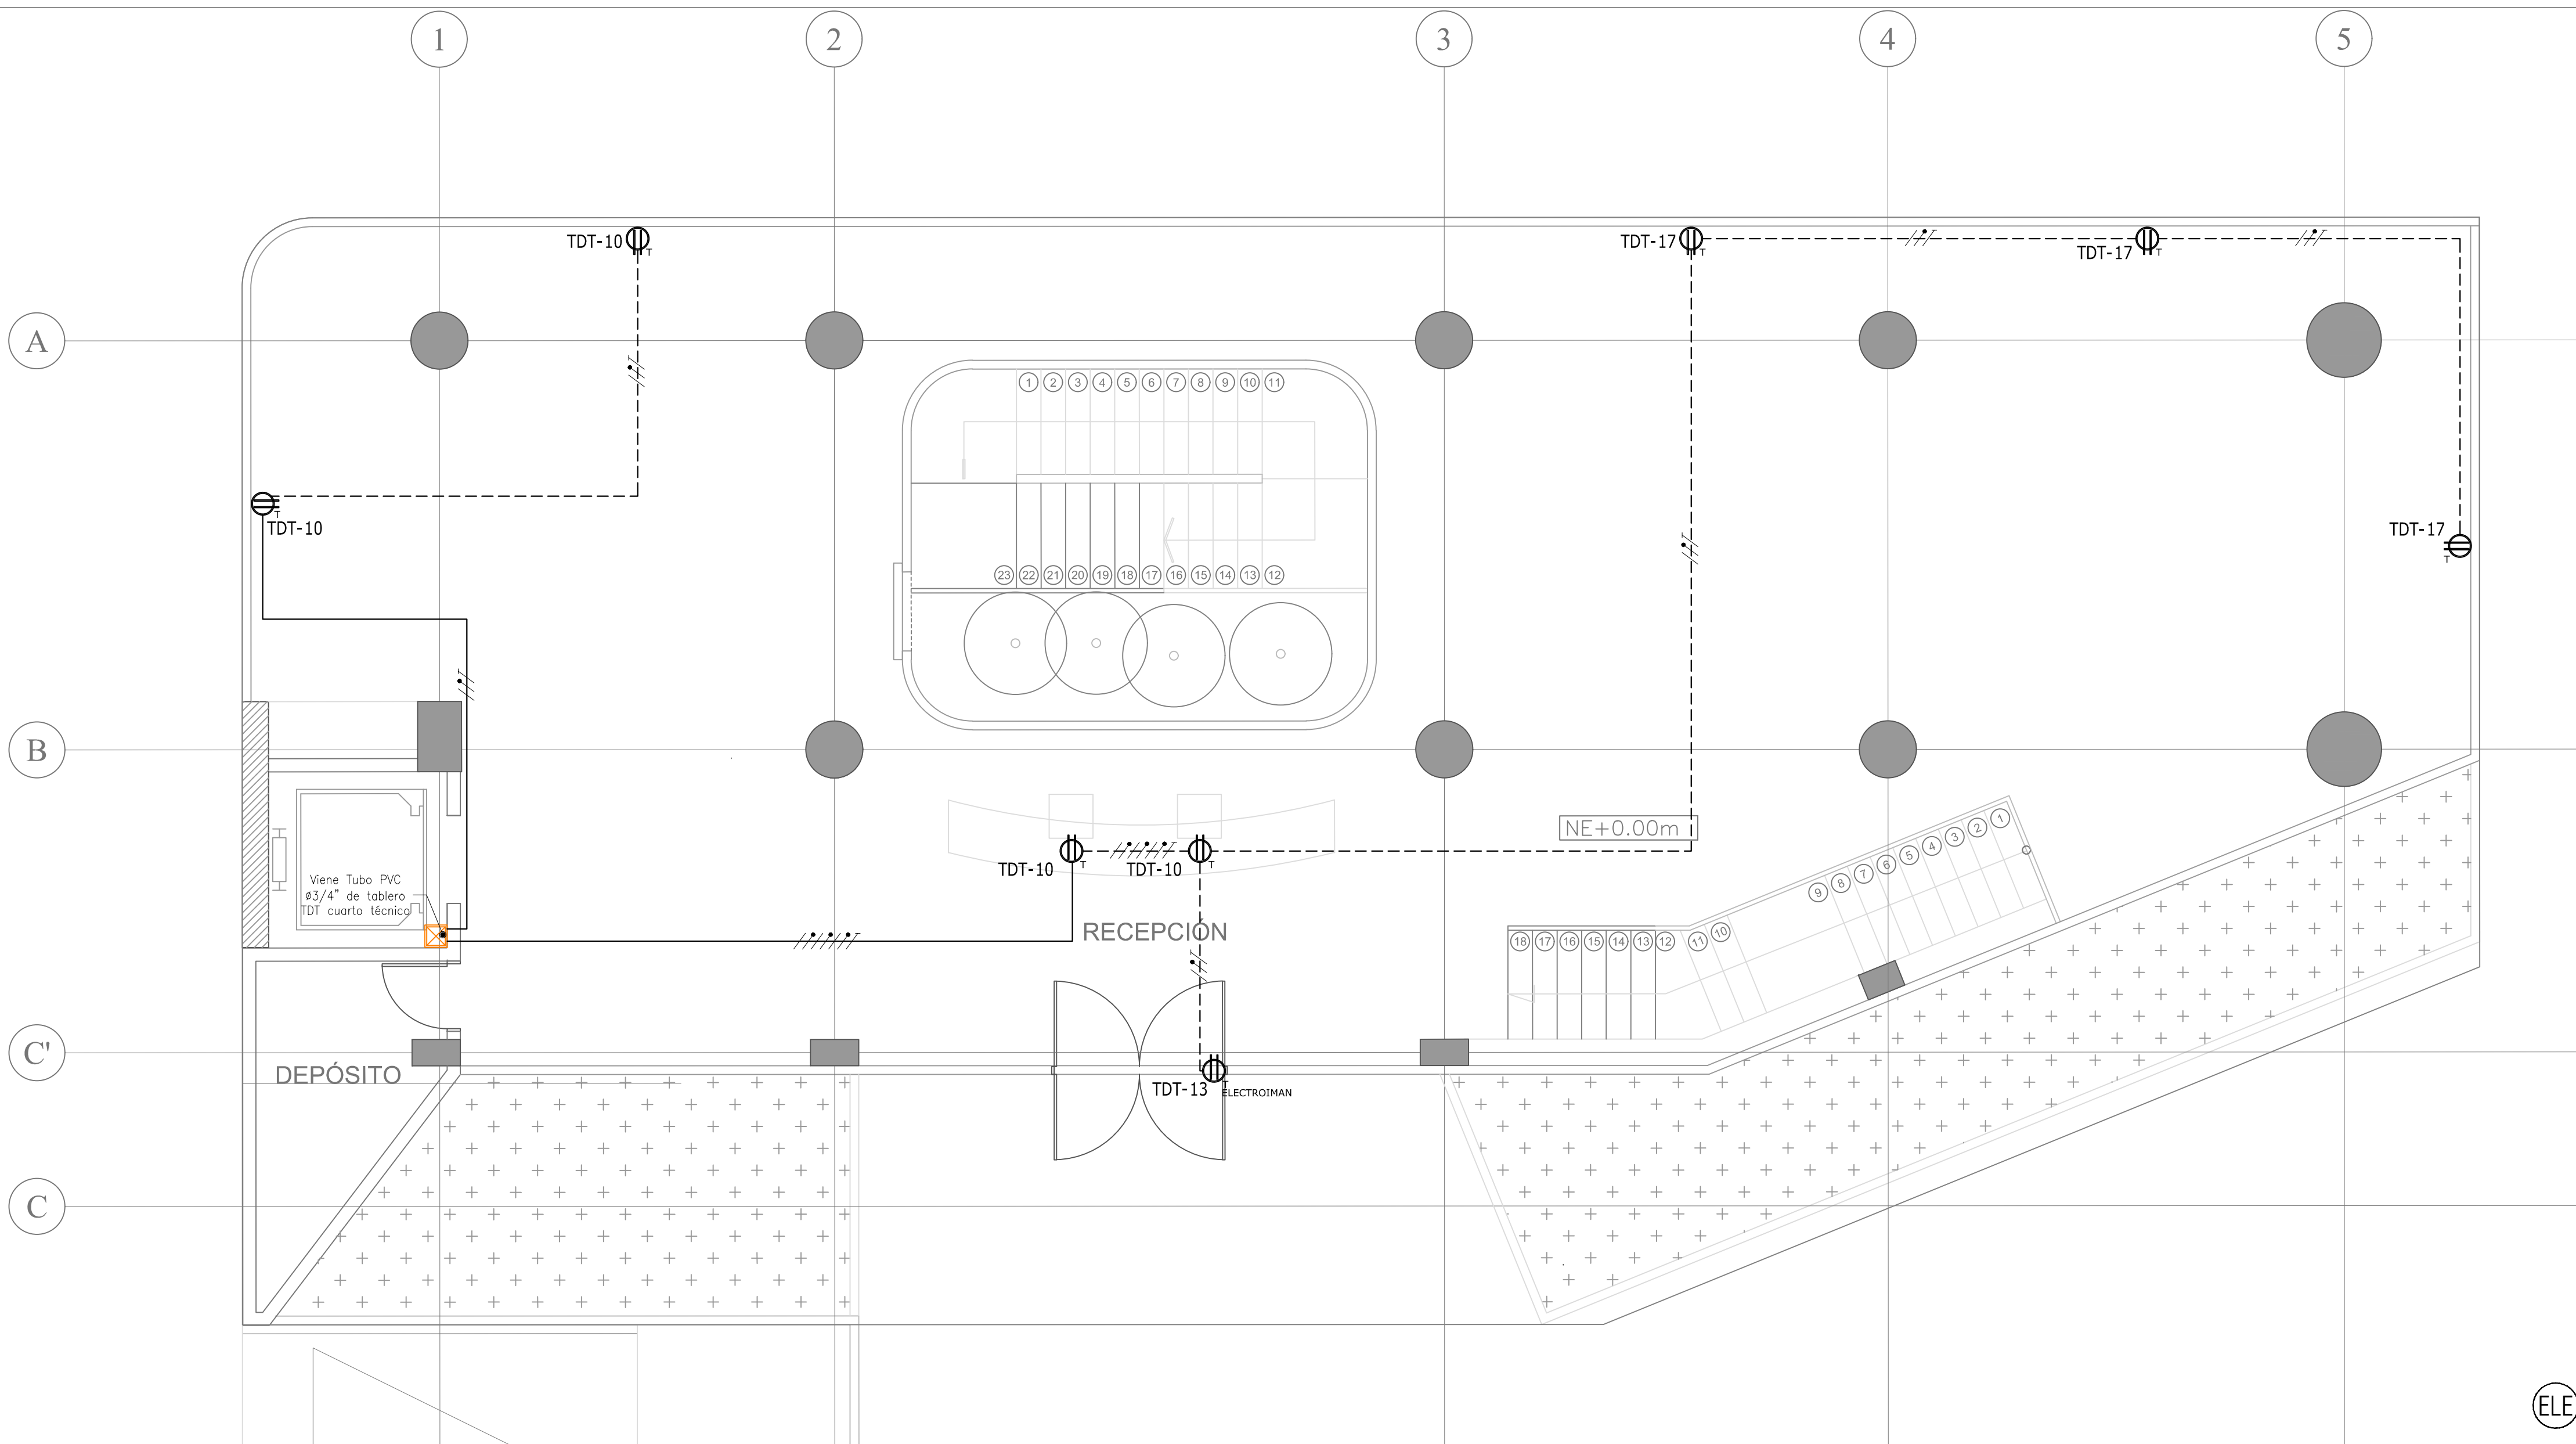 1
2
3
4
5
TDT-10
T
TDT-17
T
TDT-17
T
A
1 2 3 4 5 6 7 8 9 10 11
T
TDT-10
TDT-17
T
23 22 21 20 19 18 17 16 15 14 13 12
B
NE+0.00m
9 8 7 6 5 4 3 2 1
TDT-10
T
TDT-10
T
Viene Tubo PVC
ø3/4" de tablero
TDT cuarto técnico
RECEPCIÓN
18 17 16 15 14 13 12 11 10
C'
DEPÓSITO
TDT-13
T
ELECTROIMAN
C
ELE